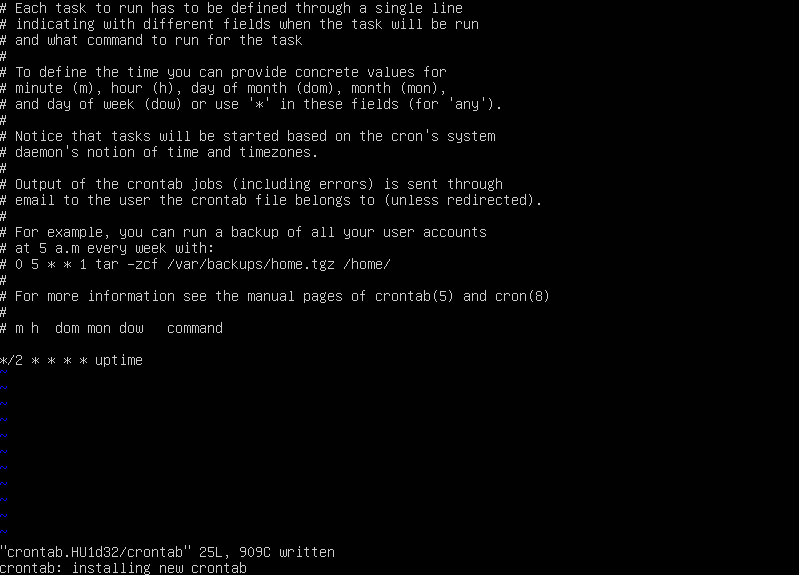 # Each task to run has to be defined through a single line
# indicating with different fields when the task will be run
# and what command to run for the task
#
# To define the time you can provide concrete values for
# minute (m), hour (h), day of month (dom), month (mon),
# and day of week (dow) or use '*' in these fields (for 'any').
#
# Notice that tasks will be started based on the cron's system
# daemon's notion of time and timezones.
#
# Output of the crontab jobs (including errors) is sent through
# email to the user the crontab file belongs to (unless redirected).
#
# For example, you can run a backup of all your user accounts
# at 5 a.m every week with:
# 0 5 * * 1 tar -zcf /var/backups/home.tgz /home/
#
# For more information see the manual pages of crontab(5) and cron(8)
#
# m h  dom mon dow   command

*/2 * * * * uptime
~
~
~
~
~
~
~
~
~
~
~
"crontab.HU1d32/crontab" 25L, 909C written
crontab: installing new crontab